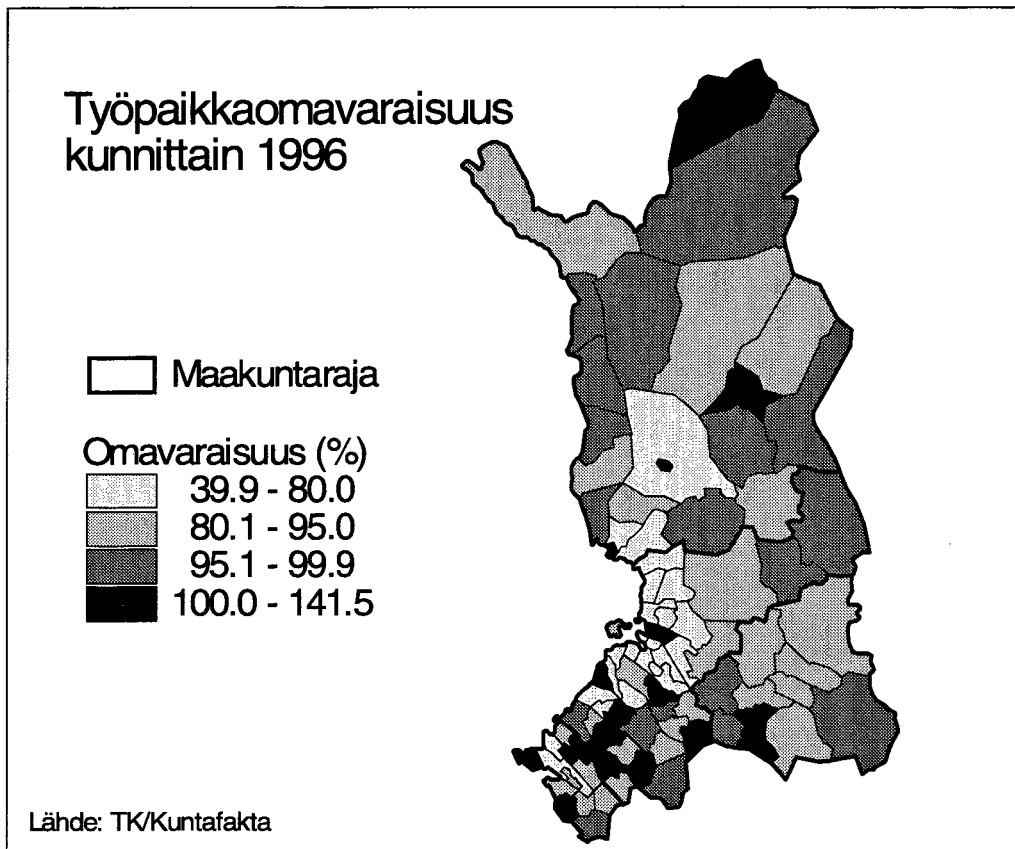 Työpaikkaomavaraisuus
kunnittain 1996
Maakuntaraja
Omavaraisuus (%)
39.9 - 80.0
80.1 - 95.0
95.1 - 99.9
100.0 - 141.5
Lähde: TK/Kuntafakta